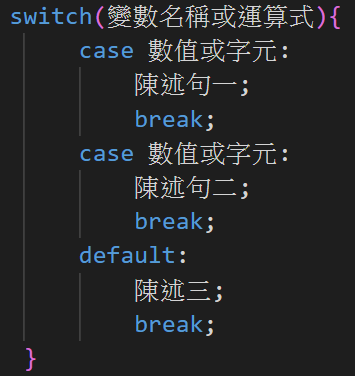 switch(變數名稱或運算式){
case 數值或字元:
陳述句一;
break;
case 數值或字元:
陳述句二;
break;
default:
陳述三;
break;
}